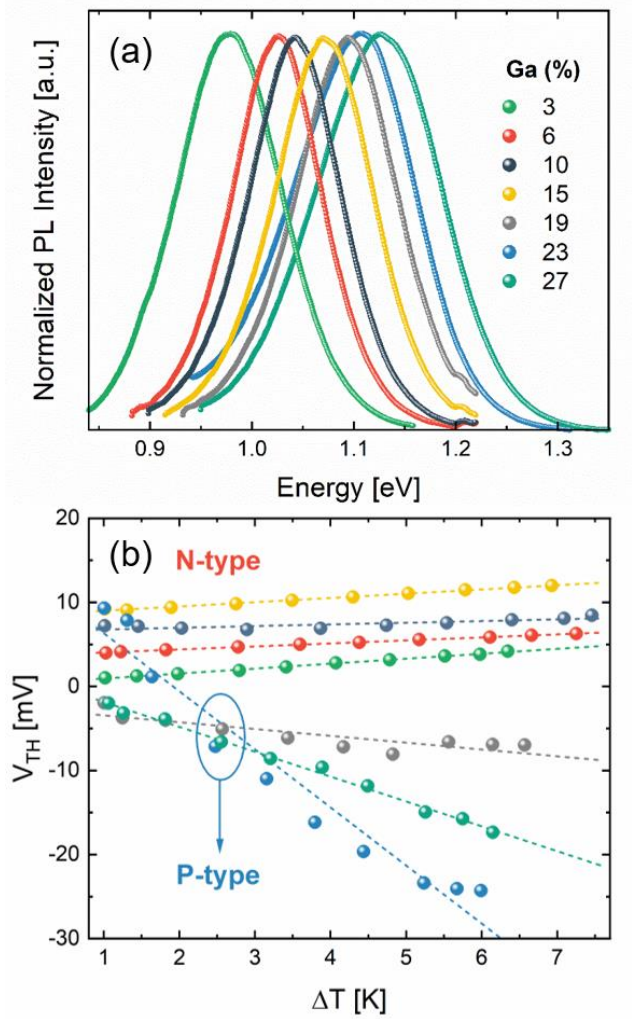 (a)
Normalized PL Intensity [a.u.]
Ga (%)
3
6
10
15
19
23
27
0.9 1.0 1.1 1.2 1.3
Energy [eV]
(b)
N-type
20
10
0
-10
-20
-30
V_TH [mV]
P-type
1 2 3 4 5 6 7
ΔT [K]